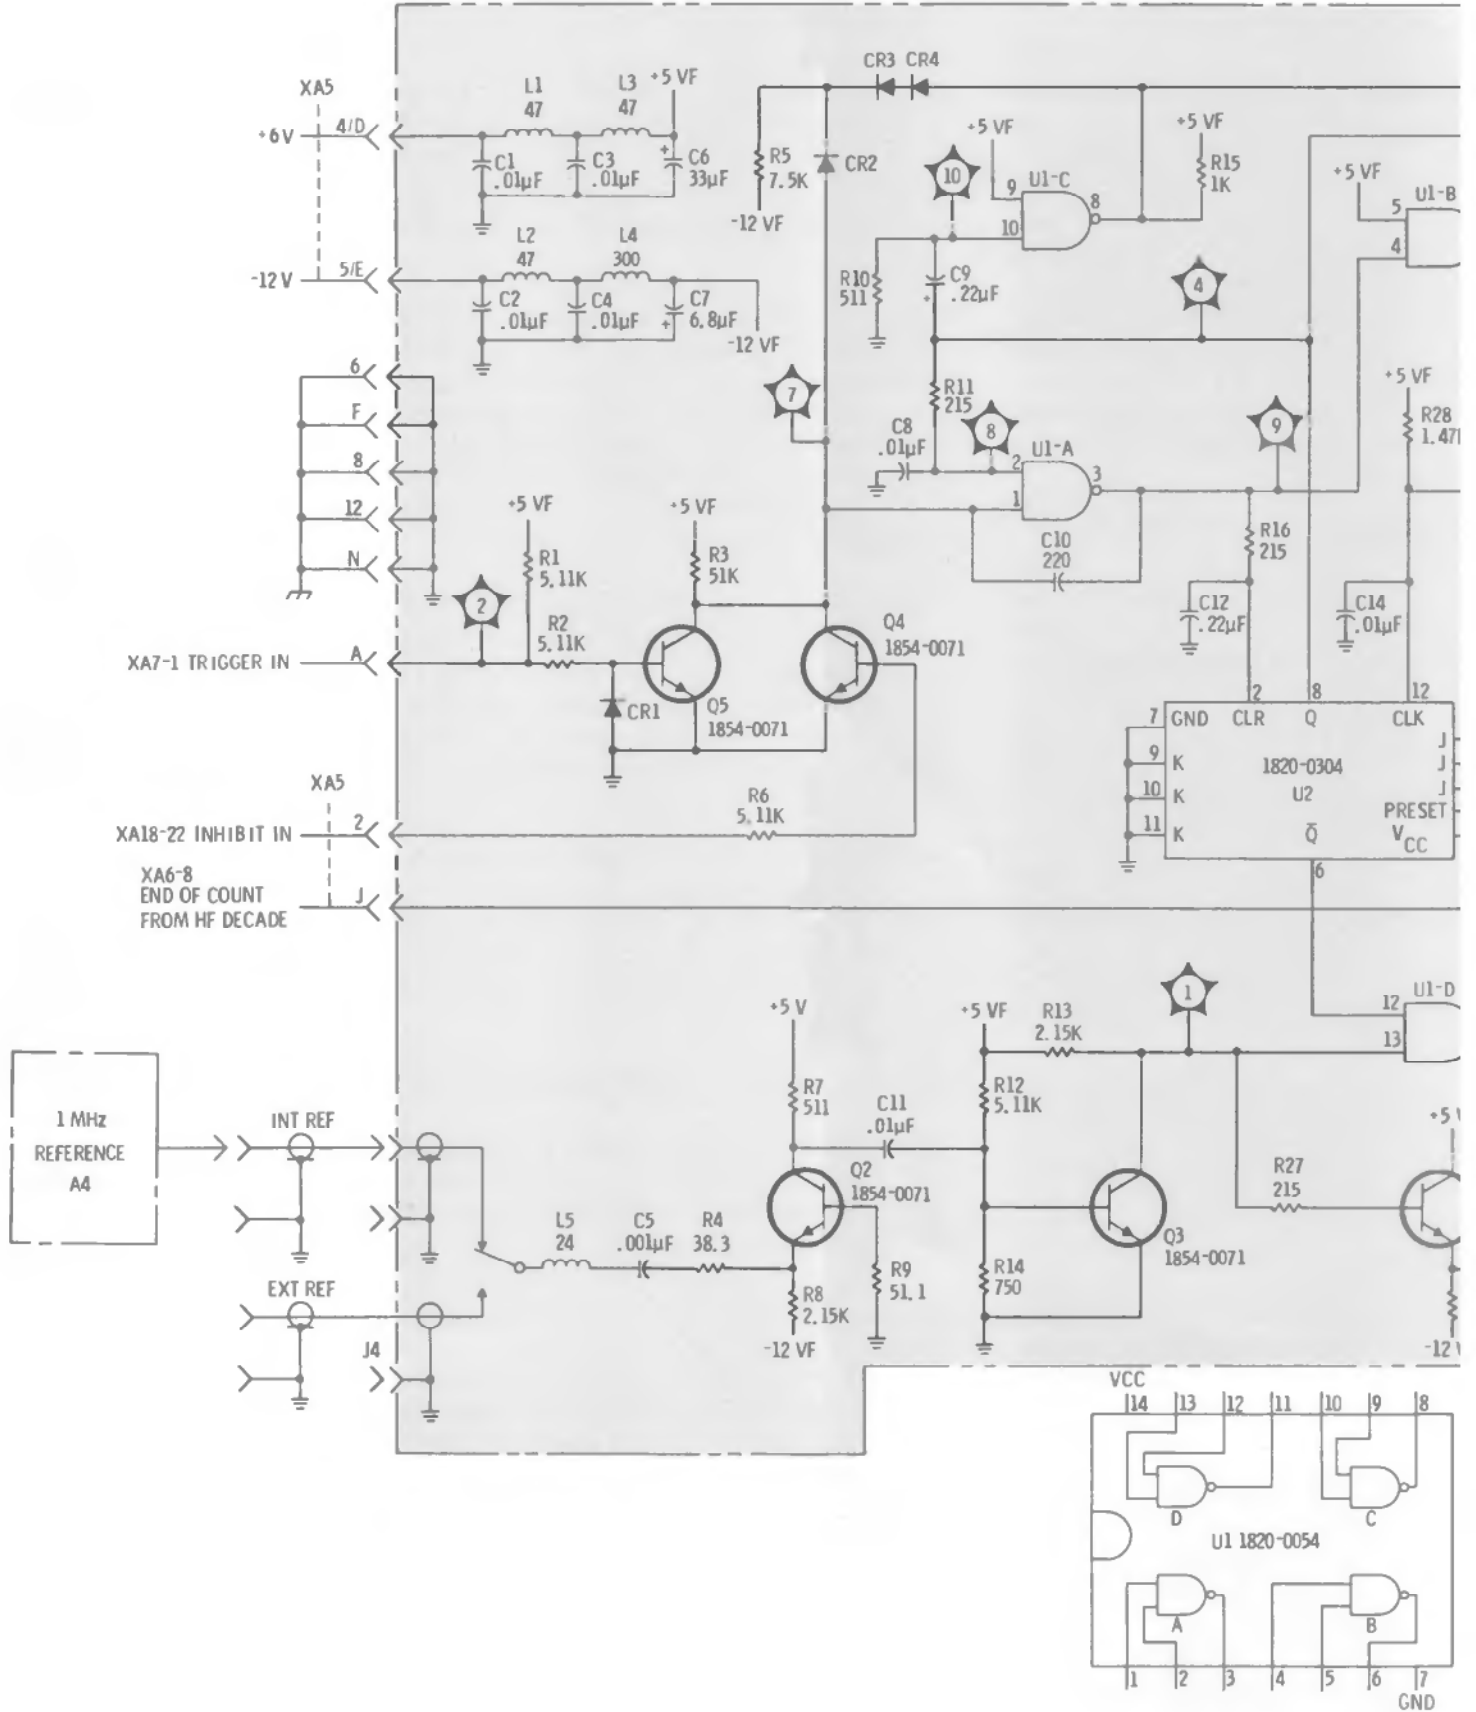 XA5
+6V
4/D
L1
47
L3
47
+5 VF
C1
.01µF
C3
.01µF
C6
33µF
+
-12 V
5/E
L2
47
L4
300
C2
.01µF
C4
.01µF
C7
6.8µF
+
-12 VF
6
F
8
12
N
CR3 CR4
R5
7.5K
-12 VF
CR2
+5 VF
10
9
10
U1-C
8
+5 VF
R15
1K
+5 VF
U1-B
5
4
R10
511
C9
.22µF
+
4
7
R11
215
C8
.01µF
8
U1-A
2
1
3
9
+5 VF
R28
C10
220
R16
215
C12
.22µF
C14
.01µF
+5 VF
R1
5.11K
+5 VF
R3
51K
2
R2
5.11K
XA7-1 TRIGGER IN
A
CR1
Q5
1854-0071
Q4
1854-0071
XA5
XA18-22 INHIBIT IN
2
R6
5.11K
XA6-8
END OF COUNT
FROM HF DECADE
J
2
8
12
7
GND
CLR
Q
CLK
J
9
K
1820-0304
J
10
K
U2
J
PRESET
11
K
Q̅
VCC
6
U1-D
12
13
1
1 MHz
REFERENCE
A4
INT REF
EXT REF
J4
L5
24
C5
.001µF
R4
38.3
+5 V
R7
511
C11
.01µF
Q2
1854-0071
R8
2.15K
-12 VF
R9
51.1
+5 VF
R13
2.15K
R12
5.11K
R14
750
Q3
1854-0071
R27
215
+5
-12
VCC
14 13 12 11 10 9 8
D
C
U1 1820-0054
A
B
1 2 3 4 5 6 7
GND